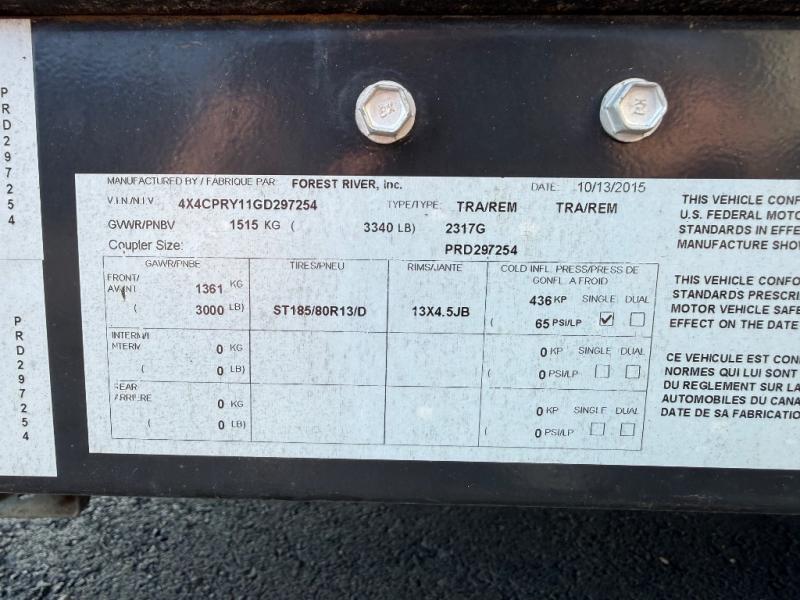 PRD297254
PRD297254
MANUFACTURED BY / FABRIQUE PAR FOREST RIVER, inc. DATE: 10/13/2015
V.I.N./N.I.V. 4X4CPRY11GD297254 TYPE/TYPE: TRA/REM TRA/REM
GVWR/PNBV 1515 KG ( 3340 LB) 2317G
Coupler Size: PRD297254
GAWR/PNBE TIRES/PNEU RIMS/JANTE COLD INFL. PRESS/PRESS DE
GONFL. A FROID
FRONT/
AVANT 1361 KG 436 KP SINGLE DUAL
( 3000 LB) ST185/80R13/D 13X4.5JB ( 65 PSI/LP
0 KG 0 KP SINGLE DUAL
( 0 LB) ( 0 PSI/LP
0 KG 0 KP SINGLE DUAL
( 0 LB) ( 0 PSI/LP
THIS VEHICLE CONF
U.S. FEDERAL MOTO
STANDARDS IN EFFE
MANUFACTURE SHOW
THIS VEHICLE CONFO
STANDARDS PRESCRI
MOTOR VEHICLE SAFE
EFFECT ON THE DATE
CE VEHICULE EST CON
NORMES QUI LUI SONT
DU REGLEMENT SUR LA
AUTOMOBILES DU CANA
DATE DE SA FABRICATIO